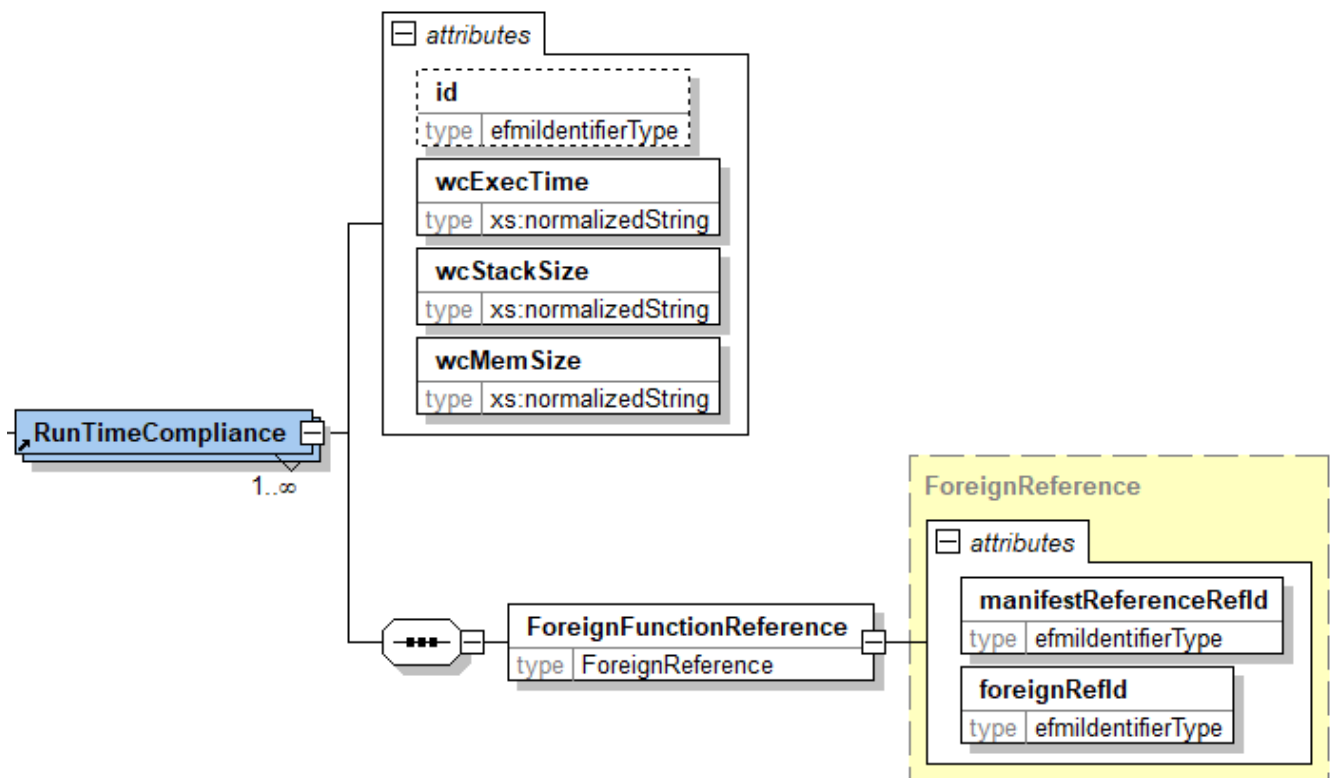 attributes
id
type efmiIdentifierType
wcExecTime
type xs:normalizedString
wcStackSize
type xs:normalizedString
wcMemSize
type xs:normalizedString
RunTimeCompliance
1..∞
ForeignReference
attributes
manifestReferenceRefId
type efmiIdentifierType
ForeignFunctionReference
type ForeignReference
foreignRefId
type efmiIdentifierType